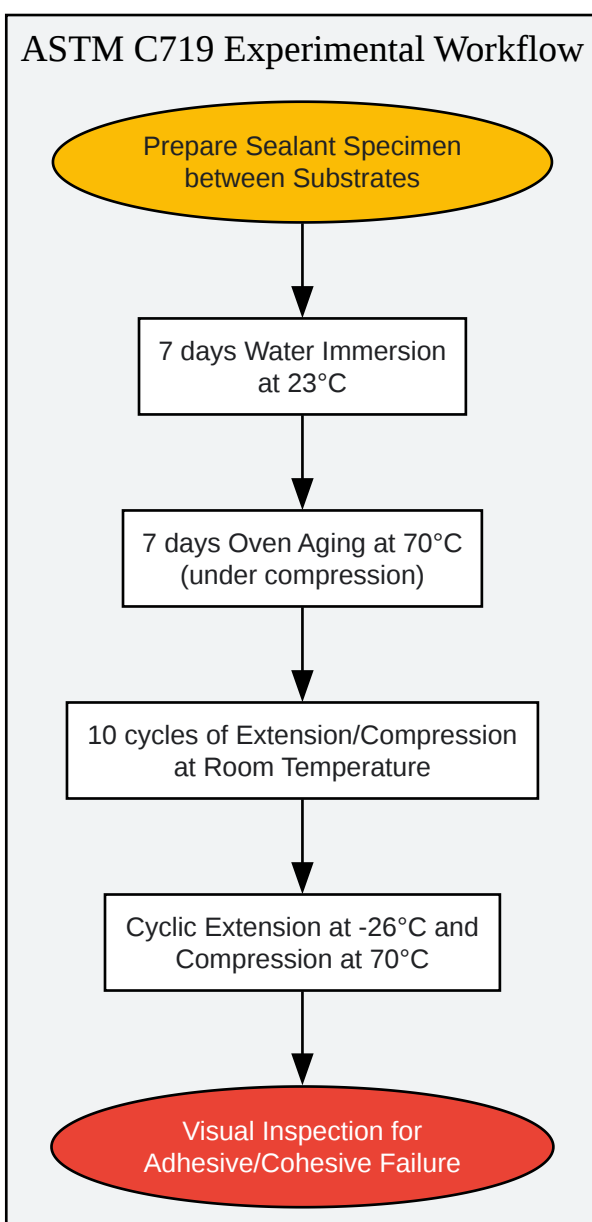 ASTM C719 Experimental Workflow
Prepare Sealant Specimen
between Substrates
7 days Water Immersion
at 23°C
7 days Oven Aging at 70°C
(under compression)
10 cycles of Extension/Compression
at Room Temperature
Cyclic Extension at -26°C and
Compression at 70°C
Visual Inspection for
Adhesive/Cohesive Failure